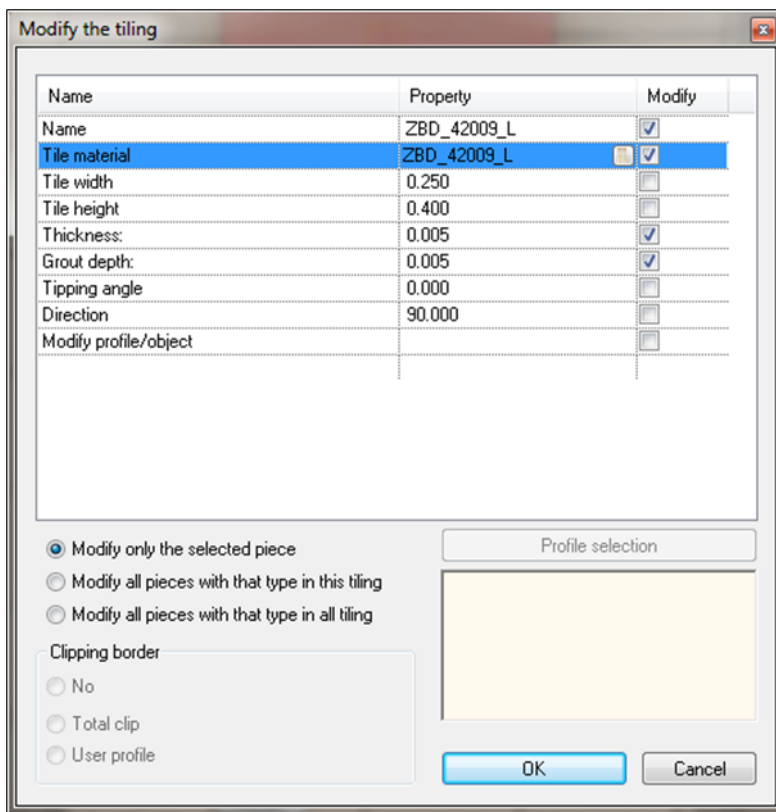 Modify the tiling
Name Property Modify
Name ZBD_42009_L
Tile material ZBD_42009_L
Tile width 0.250
Tile height 0.400
Thickness: 0.005
Grout depth: 0.005
Tipping angle 0.000
Direction 90.000
Modify profile/object
Modify only the selected piece
Modify all pieces with that type in this tiling
Modify all pieces with that type in all tiling
Profile selection
Clipping border
No
Total clip
User profile
OK Cancel